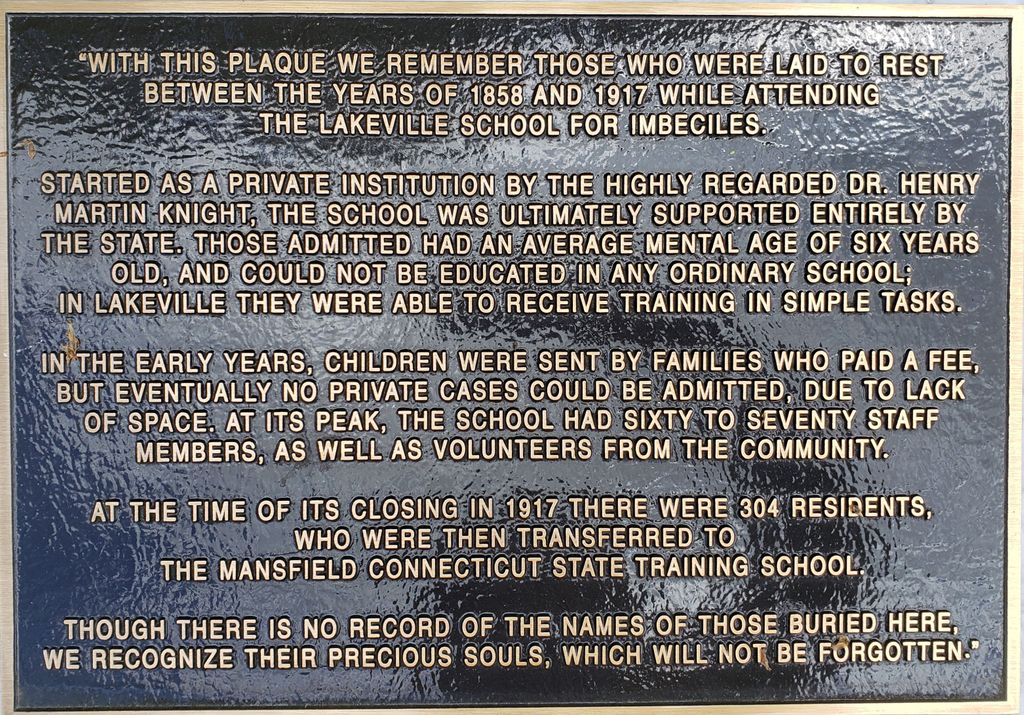 "WITH THIS PLAQUE WE REMEMBER THOSE WHO WERE LAID TO REST
BETWEEN THE YEARS OF 1858 AND 1917 WHILE ATTENDING
THE LAKEVILLE SCHOOL FOR IMBECILES.
STARTED AS A PRIVATE INSTITUTION BY THE HIGHLY REGARDED DR. HENRY
MARTIN KNIGHT, THE SCHOOL WAS ULTIMATELY SUPPORTED ENTIRELY BY
THE STATE. THOSE ADMITTED HAD AN AVERAGE MENTAL AGE OF SIX YEARS
OLD, AND COULD NOT BE EDUCATED IN ANY ORDINARY SCHOOL;
IN LAKEVILLE THEY WERE ABLE TO RECEIVE TRAINING IN SIMPLE TASKS.
IN THE EARLY YEARS, CHILDREN WERE SENT BY FAMILIES WHO PAID A FEE,
BUT EVENTUALLY NO PRIVATE CASES COULD BE ADMITTED, DUE TO LACK
OF SPACE. AT ITS PEAK, THE SCHOOL HAD SIXTY TO SEVENTY STAFF
MEMBERS, AS WELL AS VOLUNTEERS FROM THE COMMUNITY.
AT THE TIME OF ITS CLOSING IN 1917 THERE WERE 304 RESIDENTS,
WHO WERE THEN TRANSFERRED TO
THE MANSFIELD CONNECTICUT STATE TRAINING SCHOOL.
THOUGH THERE IS NO RECORD OF THE NAMES OF THOSE BURIED HERE,
WE RECOGNIZE THEIR PRECIOUS SOULS, WHICH WILL NOT BE FORGOTTEN."